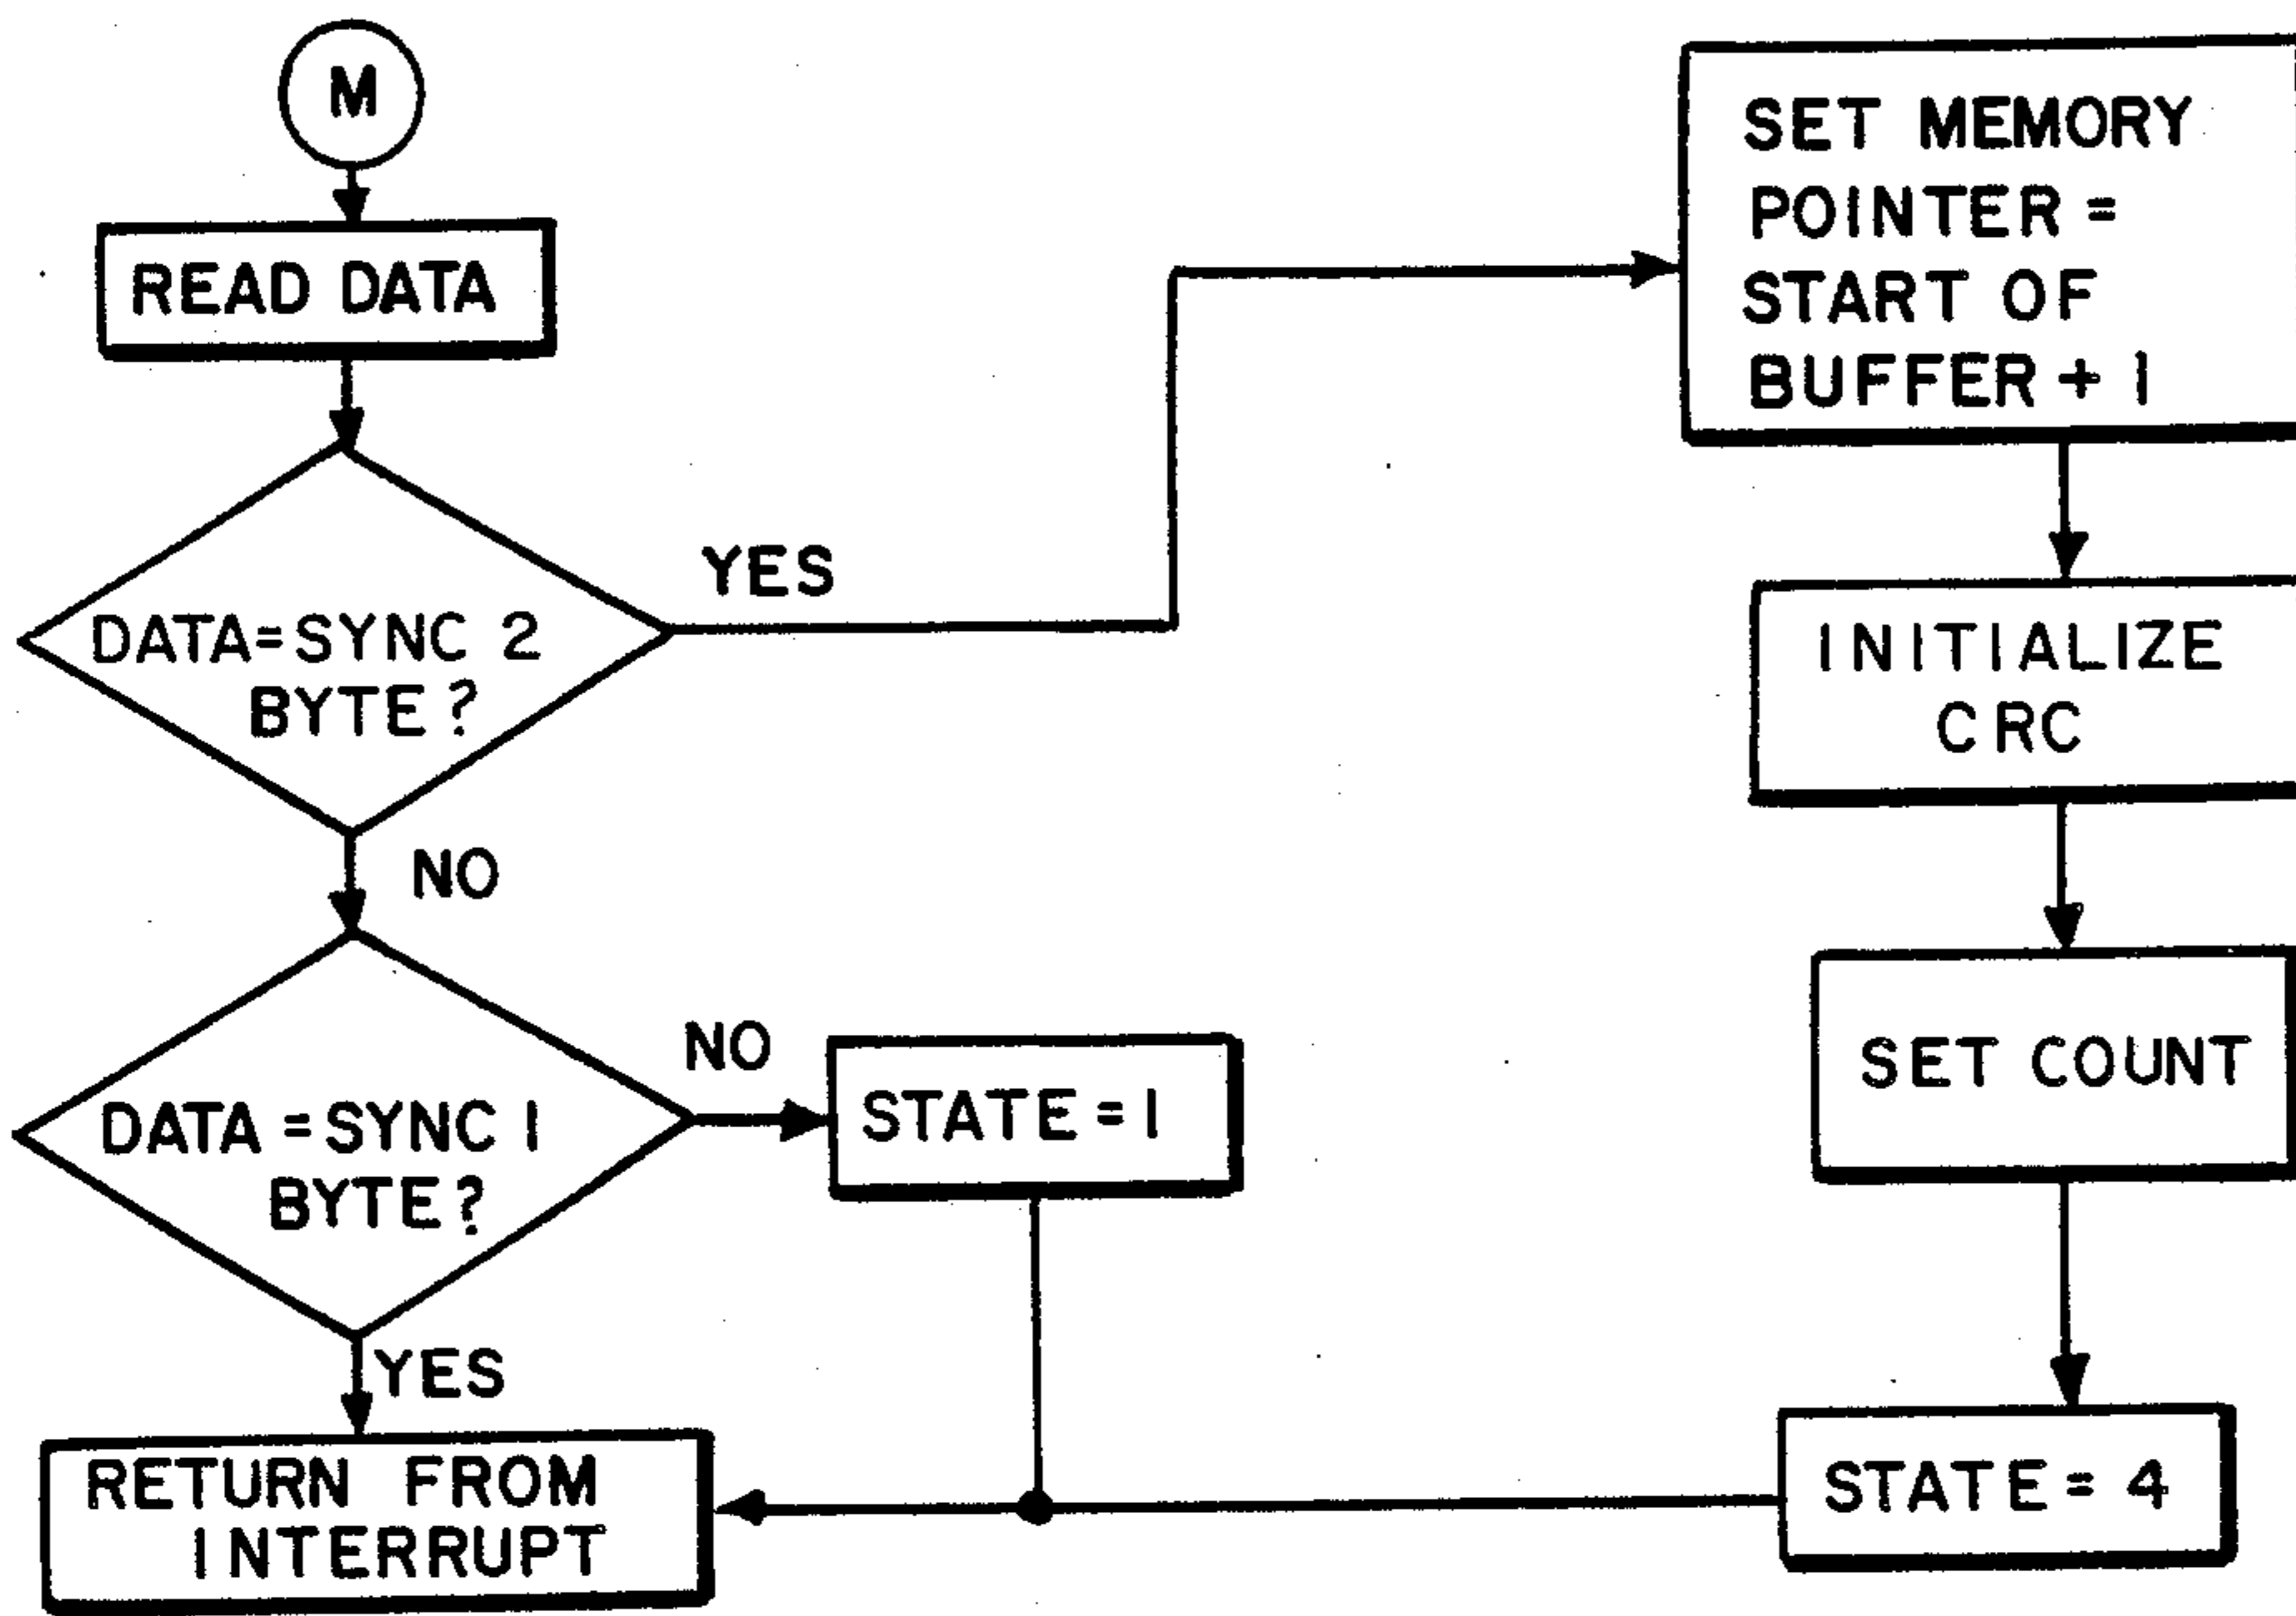 M
READ DATA
DATA=SYNC 2
BYTE?
YES
NO
DATA=SYNC 1
BYTE?
NO
STATE=1
YES
RETURN FROM
INTERRUPT
SET MEMORY
POINTER=
START OF
BUFFER+1
INITIALIZE
CRC
SET COUNT
STATE=4